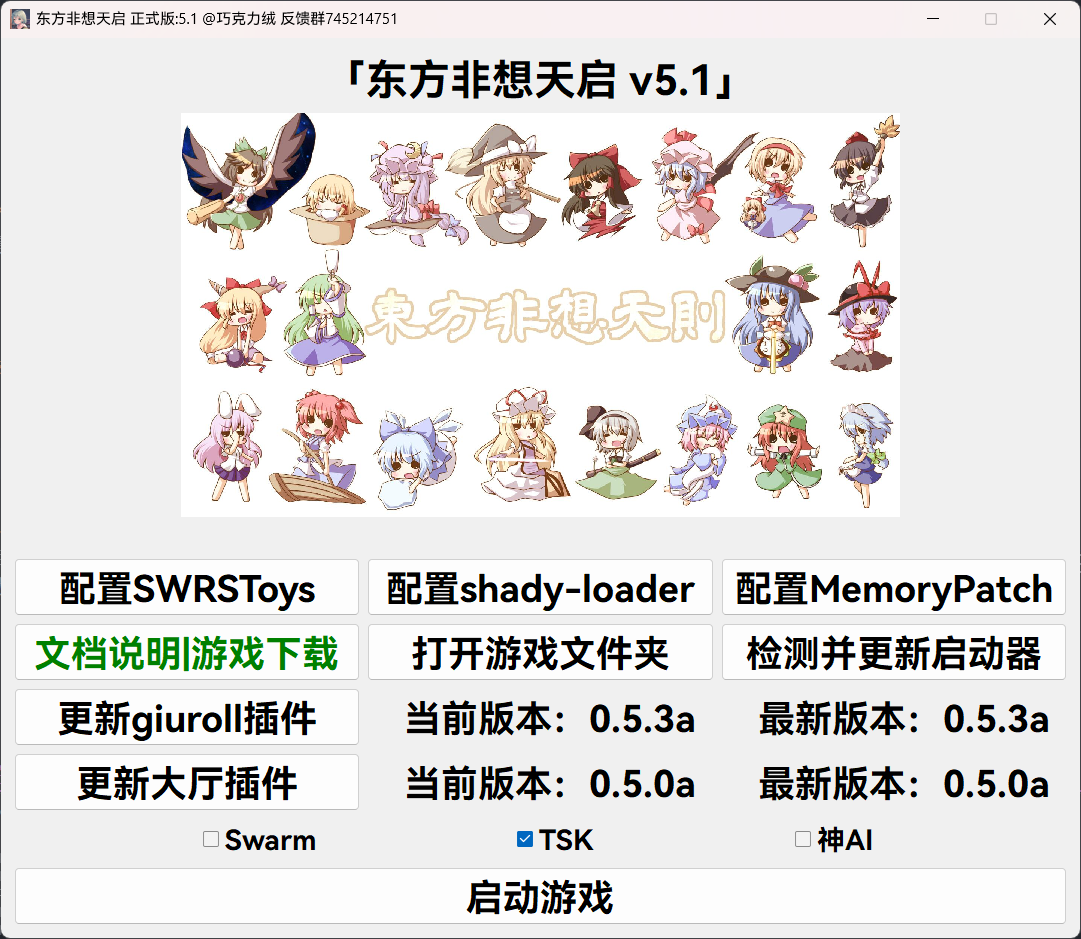 东方非想天启 正式版:5.1 @巧克力绒 反馈群745214751
「东方非想天启 v5.1」
東方非想天則
配置SWRSToys 配置shady-loader 配置MemoryPatch
文档说明|游戏下载 打开游戏文件夹 检测并更新启动器
更新giuroll插件 当前版本：0.5.3a 最新版本：0.5.3a
更新大厅插件 当前版本：0.5.0a 最新版本：0.5.0a
Swarm TSK 神AI
启动游戏